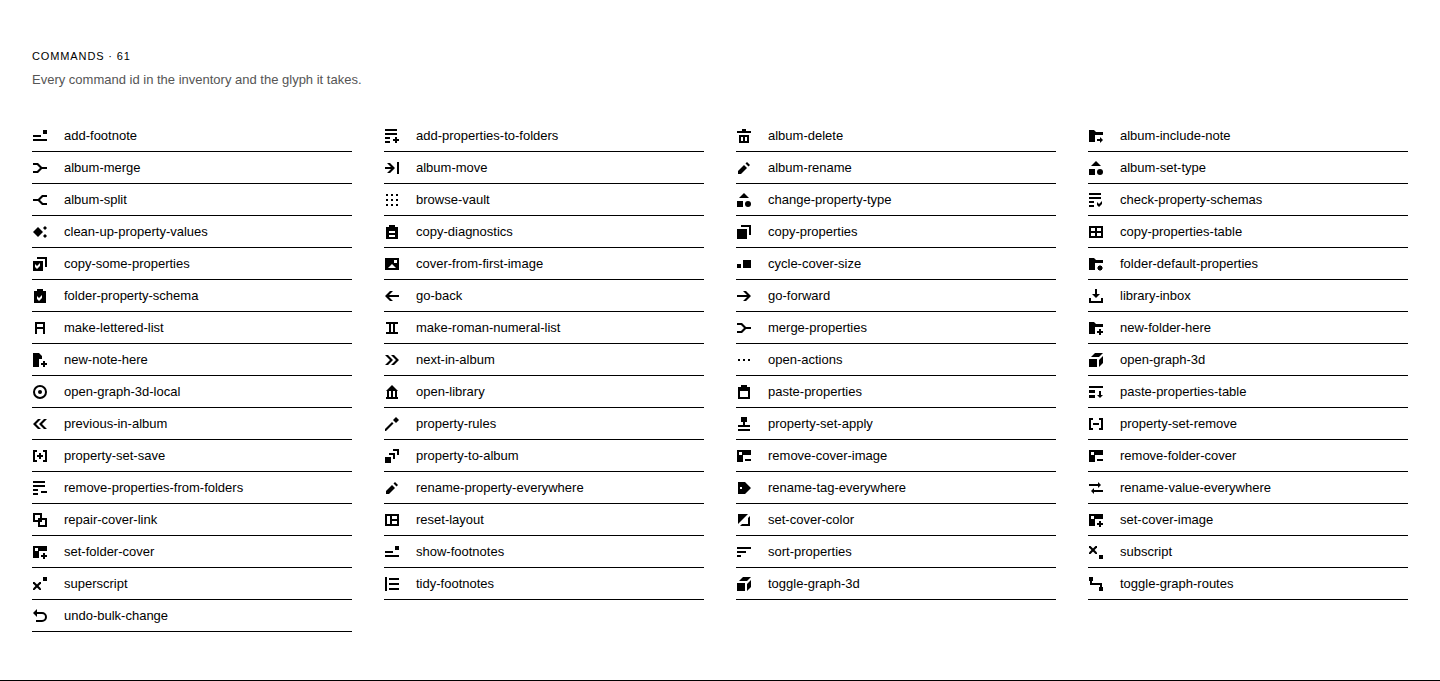 COMMANDS · 61
Every command id in the inventory and the glyph it takes.
add-footnote
add-properties-to-folders
album-delete
album-include-note
album-merge
album-move
album-rename
album-set-type
album-split
browse-vault
change-property-type
check-property-schemas
clean-up-property-values
copy-diagnostics
copy-properties
copy-properties-table
copy-some-properties
cover-from-first-image
cycle-cover-size
folder-default-properties
folder-property-schema
go-back
go-forward
library-inbox
make-lettered-list
make-roman-numeral-list
merge-properties
new-folder-here
new-note-here
next-in-album
open-actions
open-graph-3d
open-graph-3d-local
open-library
paste-properties
paste-properties-table
previous-in-album
property-rules
property-set-apply
property-set-remove
property-set-save
property-to-album
remove-cover-image
remove-folder-cover
remove-properties-from-folders
rename-property-everywhere
rename-tag-everywhere
rename-value-everywhere
repair-cover-link
reset-layout
set-cover-color
set-cover-image
set-folder-cover
show-footnotes
sort-properties
subscript
superscript
tidy-footnotes
toggle-graph-3d
toggle-graph-routes
undo-bulk-change